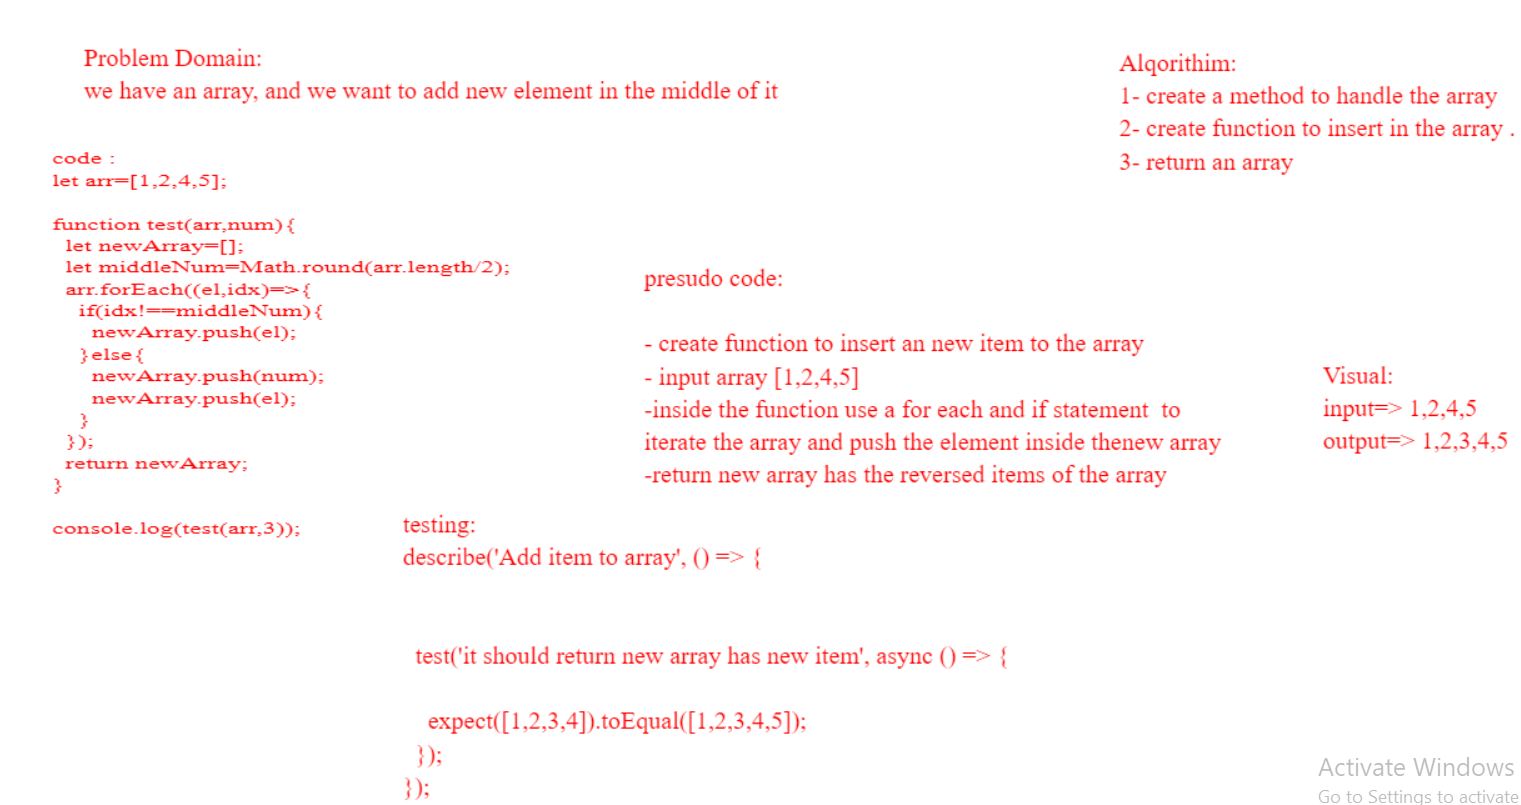 Problem Domain:
we have an array, and we want to add new element in the middle of it
Alqorithim:
1- create a method to handle the array
2- create function to insert in the array .
3- return an array
code :
let arr=[1,2,4,5];
function test(arr,num){
let newArray=[];
let middleNum=Math.round(arr.length/2);
arr.forEach((el,idx)=>{
if(idx!==middleNum){
newArray.push(el);
}else{
newArray.push(num);
newArray.push(el);
}
});
return newArray;
}
console.log(test(arr,3));
presudo code:
- create function to insert an new item to the array
- input array [1,2,4,5]
-inside the function use a for each and if statement to
iterate the array and push the element inside thenew array
-return new array has the reversed items of the array
Visual:
input=> 1,2,4,5
output=> 1,2,3,4,5
testing:
describe('Add item to array', () => {
test('it should return new array has new item', async () => {
expect([1,2,3,4]).toEqual([1,2,3,4,5]);
});
});
Activate Windows
Go to Settings to activate